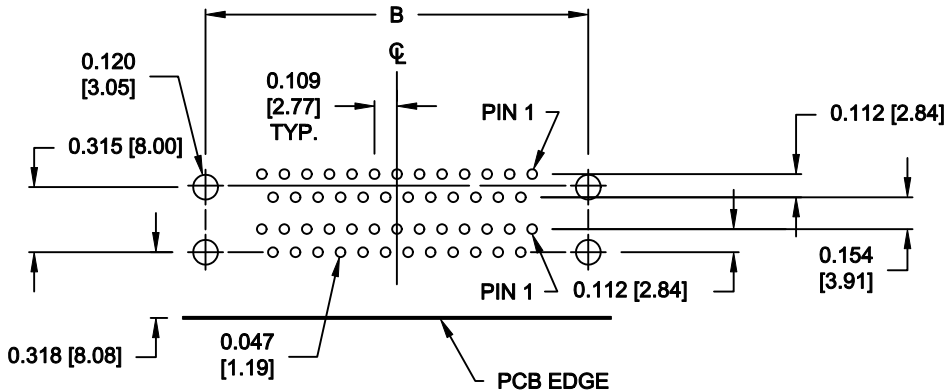 B
℄
0.120
[3.05]
0.109
[2.77]
TYP.
PIN 1
0.112 [2.84]
0.315 [8.00]
0.154
[3.91]
PIN 1
0.112 [2.84]
0.318 [8.08]
0.047
[1.19]
PCB EDGE